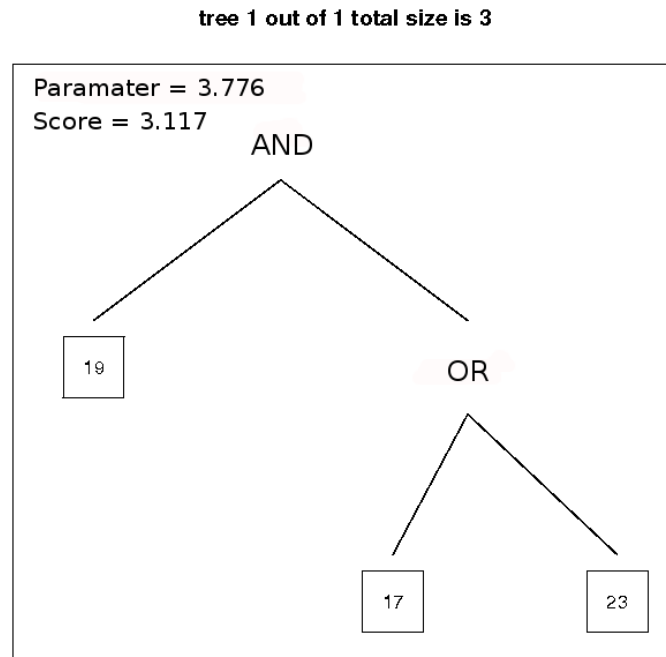 tree 1 out of 1 total size is 3
Paramater = 3.776
Score = 3.117
AND
19
OR
17
23